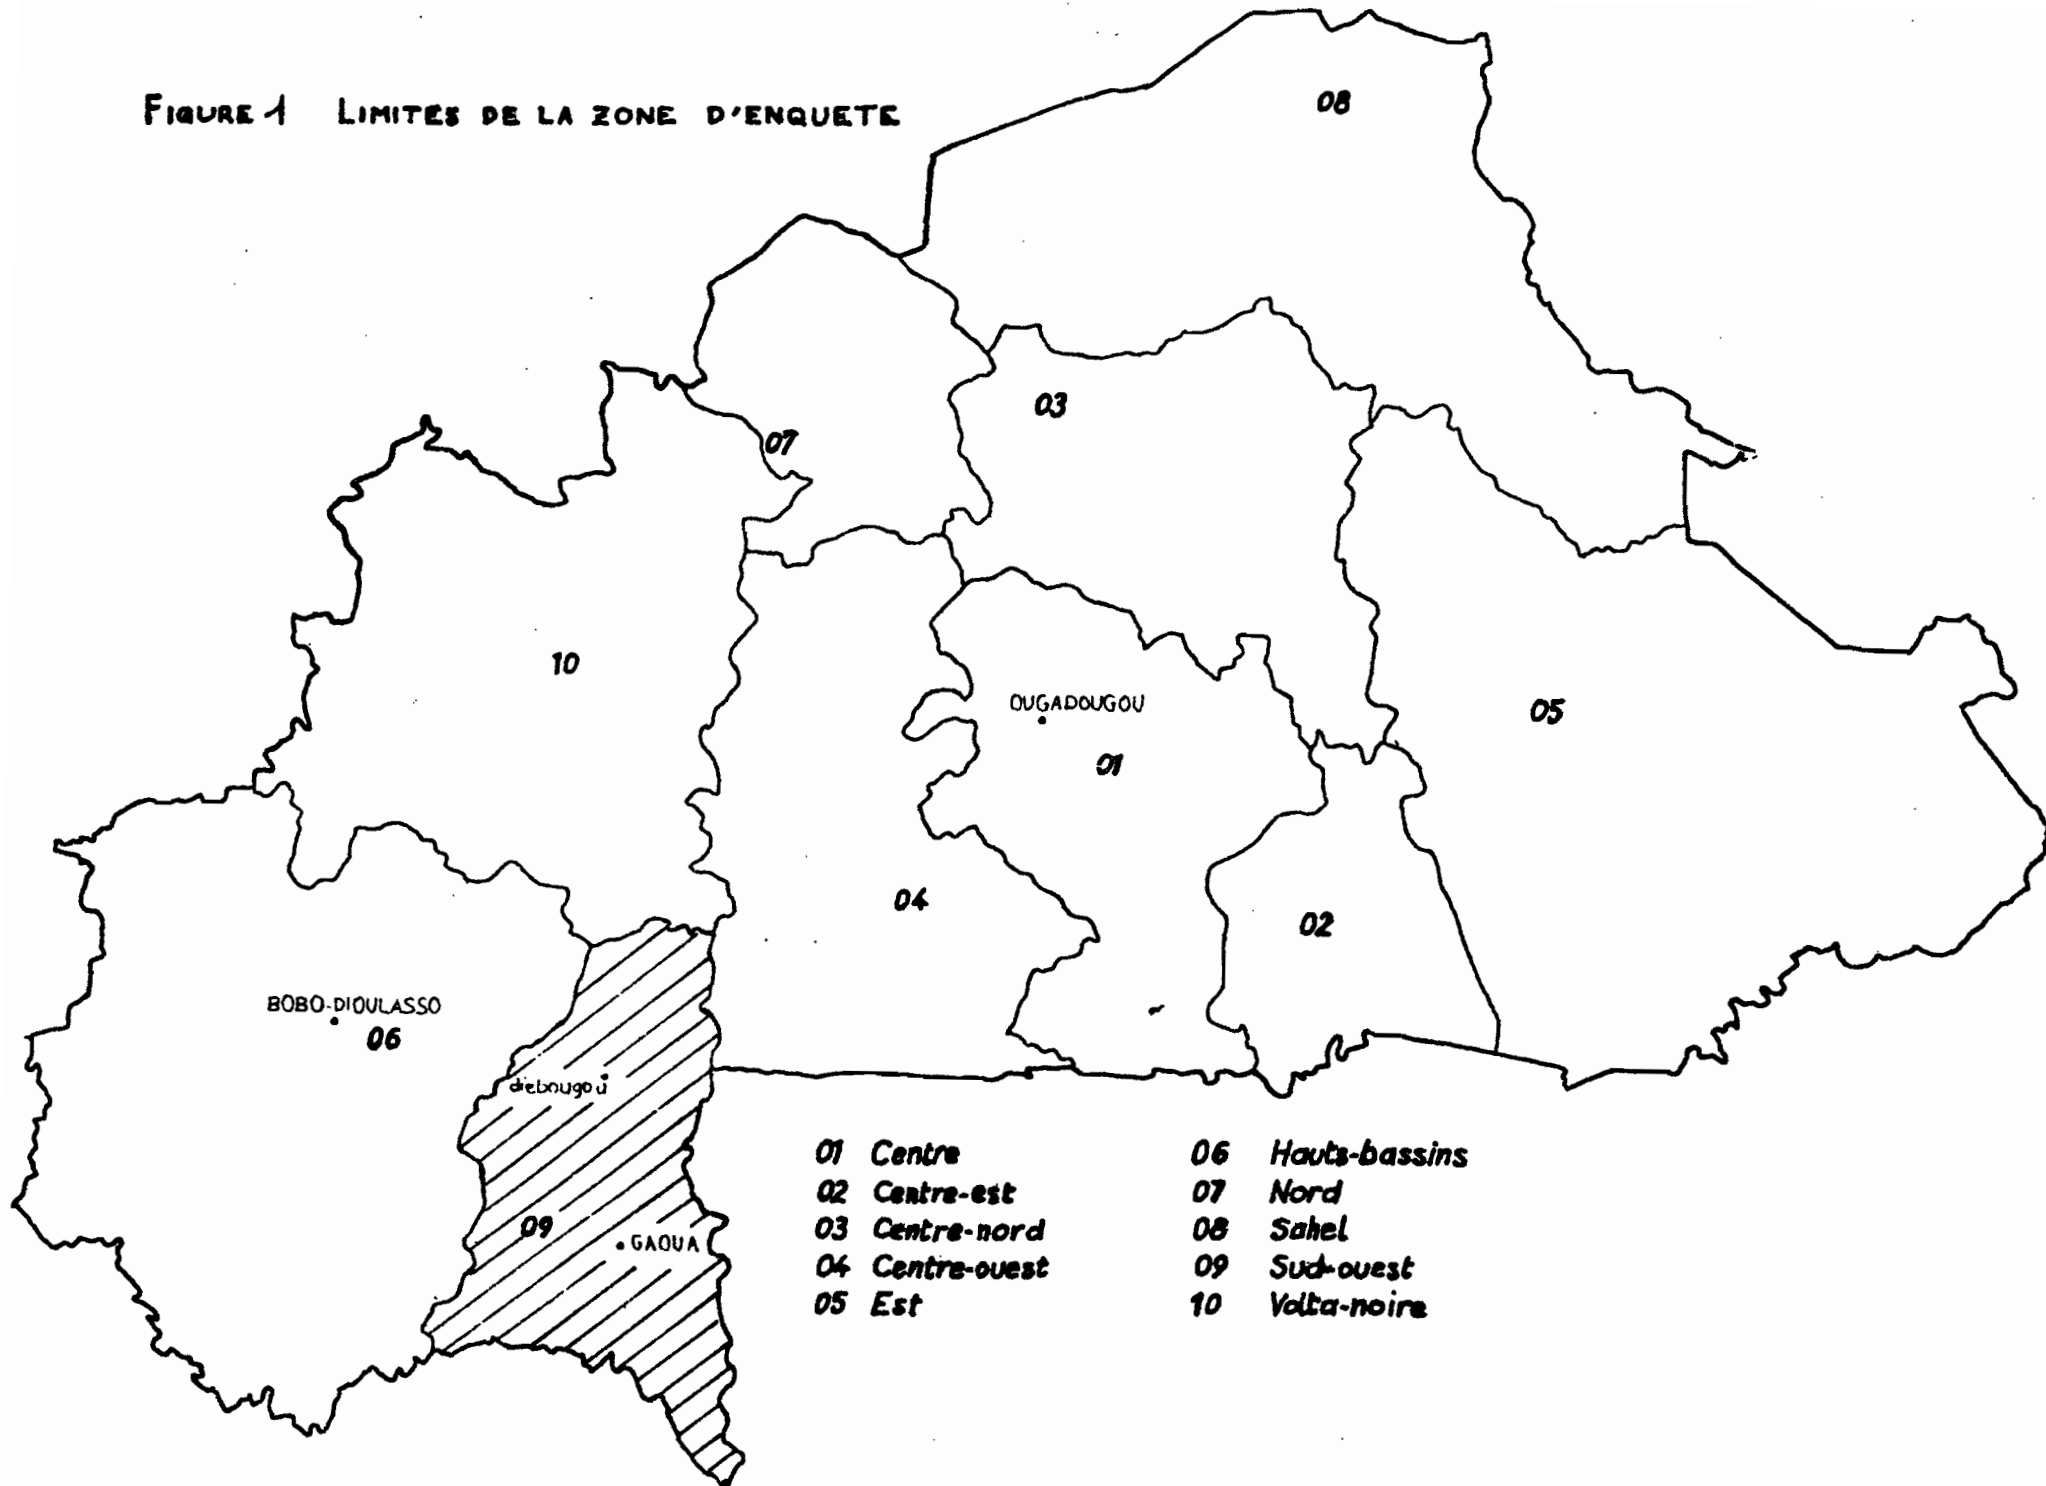 FIGURE 1 LIMITES DE LA ZONE D'ENQUETE
08
03
07
10
OUGADOUGOU
05
01
04
02
BOBO-DIOULASSO
06
diebougou
09
GAOUA
01 Centre
02 Centre-est
03 Centre-nord
04 Centre-ouest
05 Est
06 Hauts-bassins
07 Nord
08 Sahel
09 Sud-ouest
10 Volta-noire